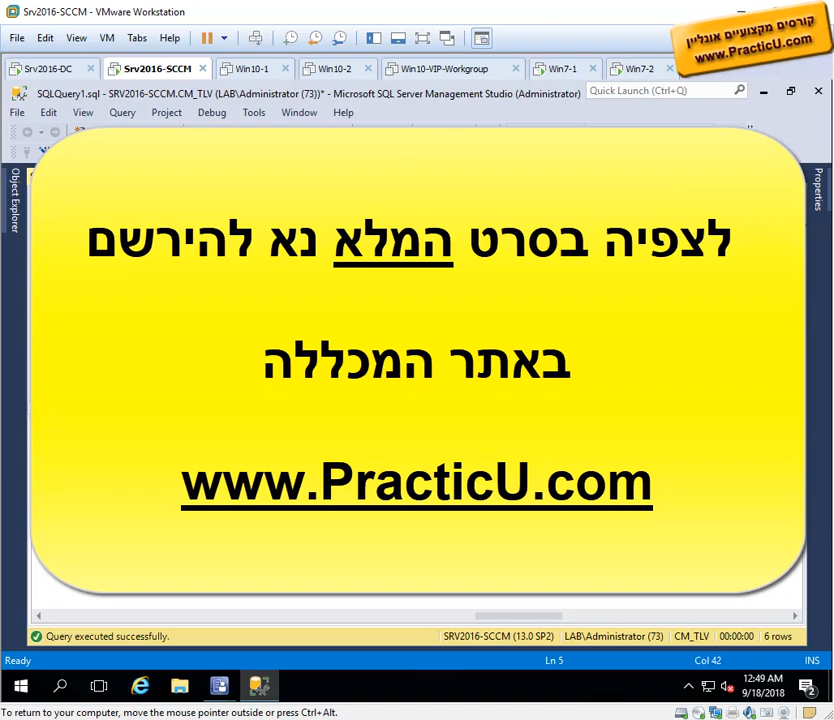 Srv2016-SCCM - VMware Workstation
קורסים מקצועיים אונליין
www.PracticU.com
File Edit View VM Tabs Help
Srv2016-DC Srv2016-SCCM Win10-1 Win10-2 Win10-VIP-Workgroup Win7-1 Win7-2
SQLQuery1.sql - SRV2016-SCCM.CM_TLV (LAB\Administrator (73))* - Microsoft SQL Server Management Studio (Administrator)
Quick Launch (Ctrl+Q)
File Edit View Query Project Debug Tools Window Help
Object Explorer
Properties
לצפיה בסרט המלא נא להירשם
באתר המכללה
www.PracticU.com
Query executed successfully. SRV2016-SCCM (13.0 SP2) LAB\Administrator (73) CM_TLV 00:00:00 6 rows
Ready Ln 5 Col 42 INS
12:49 AM
9/18/2018
2
To return to your computer, move the mouse pointer outside or press Ctrl+Alt.